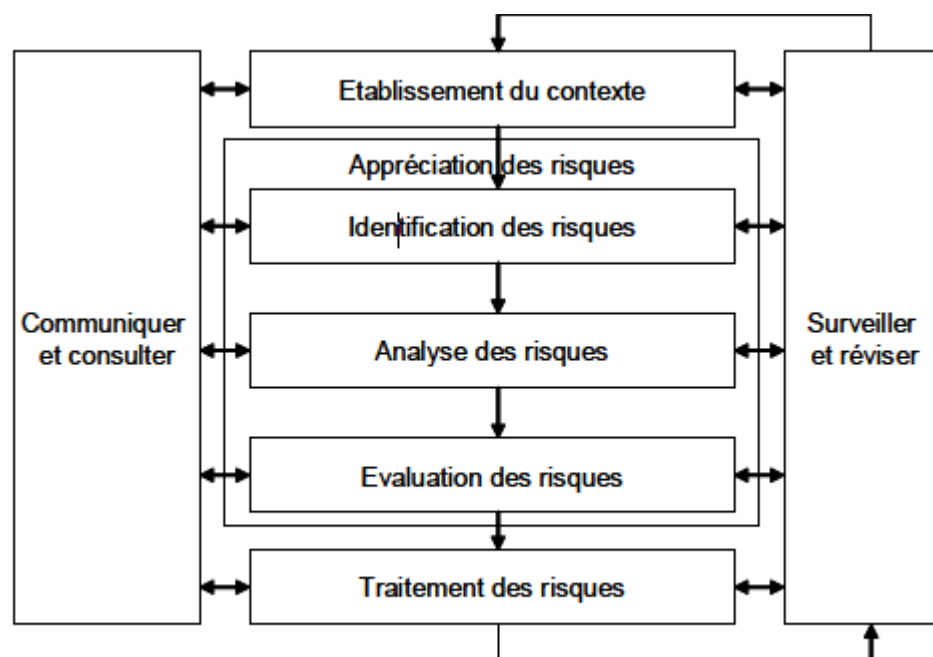 Etablissement du contexte
Appréciation des risques
Identification des risques
Communiquer
et consulter
Analyse des risques
Surveiller
et réviser
Evaluation des risques
Traitement des risques